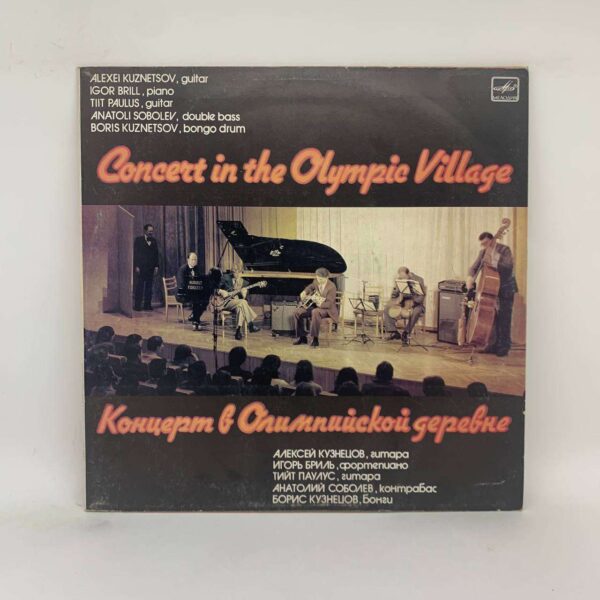 ALEXEI KUZNETSOV, guitar
IGOR BRILL, piano
TIIT PAULUS, guitar
ANATOLI SOBOLEV, double bass
BORIS KUZNETSOV, bongo drum
МЕЛОДИЯ
Concert in the Olympic Village
Концерт в Олимпийской деревне
АЛЕКСЕЙ КУЗНЕЦОВ, гитара
ИГОРЬ БРИЛЬ, фортепиано
ТИЙТ ПАУЛУС, гитара
АНАТОЛИЙ СОБОЛЕВ, контрабас
БОРИС КУЗНЕЦОВ, бонги